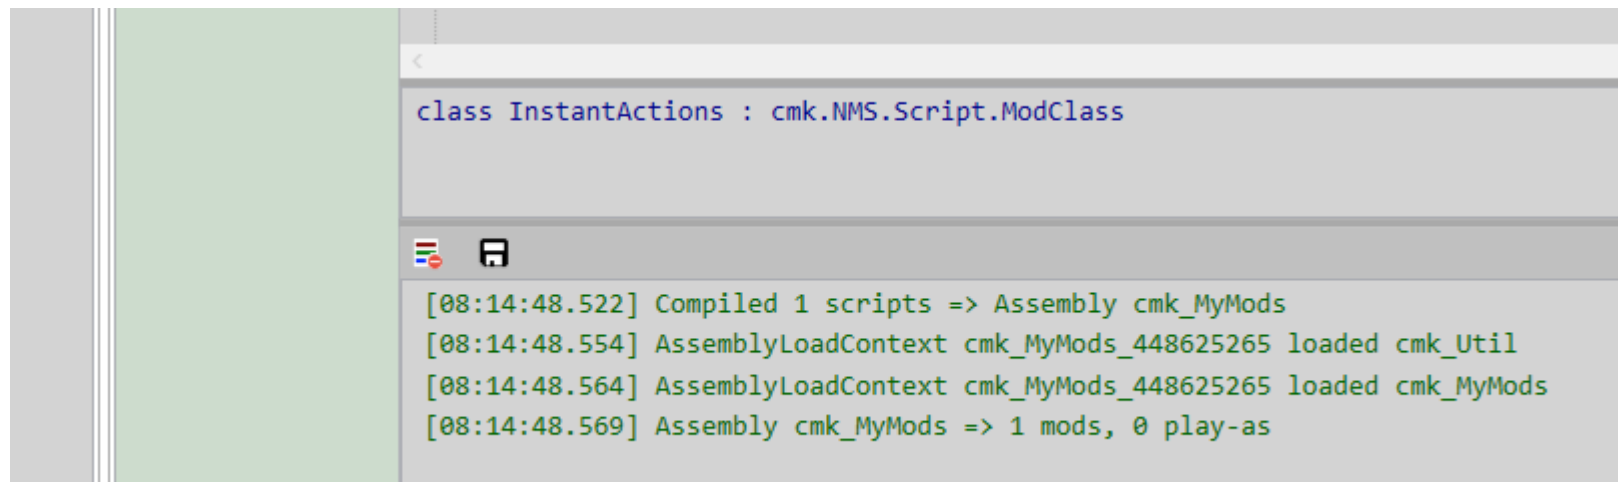 class InstantActions : cmk.NMS.Script.ModClass
[08:14:48.522] Compiled 1 scripts => Assembly cmk_MyMods
[08:14:48.554] AssemblyLoadContext cmk_MyMods_448625265 loaded cmk_Util
[08:14:48.564] AssemblyLoadContext cmk_MyMods_448625265 loaded cmk_MyMods
[08:14:48.569] Assembly cmk_MyMods => 1 mods, 0 play-as